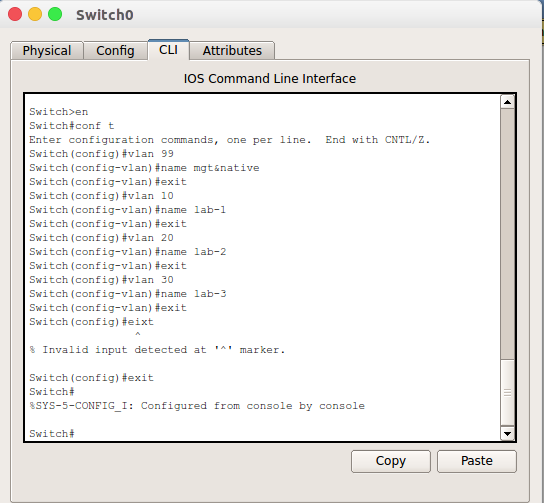 Switch0
Physical Config CLI Attributes
IOS Command Line Interface
Switch>en
Switch#conf t
Enter configuration commands, one per line.  End with CNTL/Z.
Switch(config)#vlan 99
Switch(config-vlan)#name mgt&native
Switch(config-vlan)#exit
Switch(config)#vlan 10
Switch(config-vlan)#name lab-1
Switch(config-vlan)#exit
Switch(config)#vlan 20
Switch(config-vlan)#name lab-2
Switch(config-vlan)#exit
Switch(config)#vlan 30
Switch(config-vlan)#name lab-3
Switch(config-vlan)#exit
Switch(config)#eixt
^
% Invalid input detected at '^' marker.
Switch(config)#exit
Switch#
%SYS-5-CONFIG_I: Configured from console by console
Switch#
Copy Paste